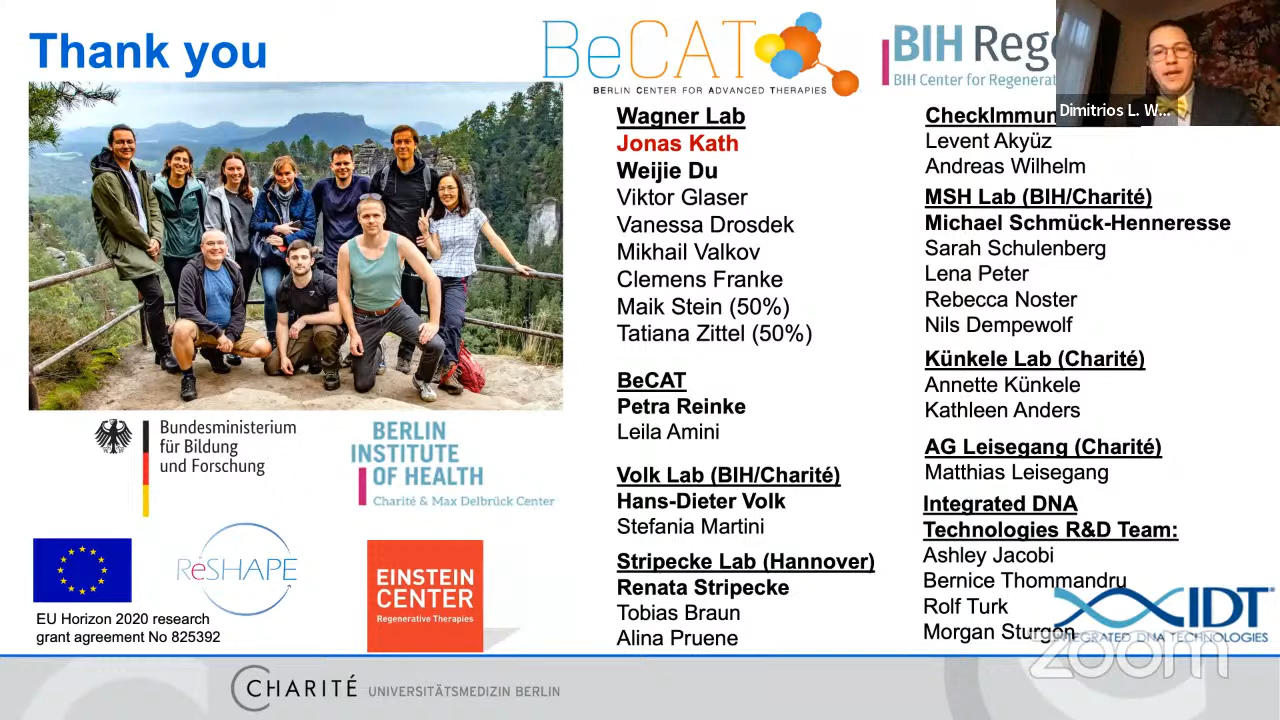 Thank you
BeCAT
BERLIN CENTER FOR ADVANCED THERAPIES
BIH
BIH Center for
Dimitrios L. W...
Wagner Lab
Jonas Kath
Weijie Du
Viktor Glaser
Vanessa Drosdek
Mikhail Valkov
Clemens Franke
Maik Stein (50%)
Tatiana Zittel (50%)
BeCAT
Petra Reinke
Leila Amini
Volk Lab (BIH/Charité)
Hans-Dieter Volk
Stefania Martini
Stripecke Lab (Hannover)
Renata Stripecke
Tobias Braun
Alina Pruene
CheckImmun
Levent Akyüz
Andreas Wilhelm
MSH Lab (BIH/Charité)
Michael Schmück-Henneresse
Sarah Schulenberg
Lena Peter
Rebecca Noster
Nils Dempewolf
Künkele Lab (Charité)
Annette Künkele
Kathleen Anders
AG Leisegang (Charité)
Matthias Leisegang
Integrated DNA
Technologies R&D Team:
Ashley Jacobi
Bernice Thommandru
Rolf Turk
Morgan Sturgon
IDT
INTEGRATED DNA TECHNOLOGIES
zoom
Bundesministerium
für Bildung
und Forschung
BERLIN
INSTITUTE
OF HEALTH
Charité & Max Delbrück Center
ReSHAPE
EINSTEIN
CENTER
Regenerative Therapies
EU Horizon 2020 research
grant agreement No 825392
CHARITÉ UNIVERSITÄTSMEDIZIN BERLIN